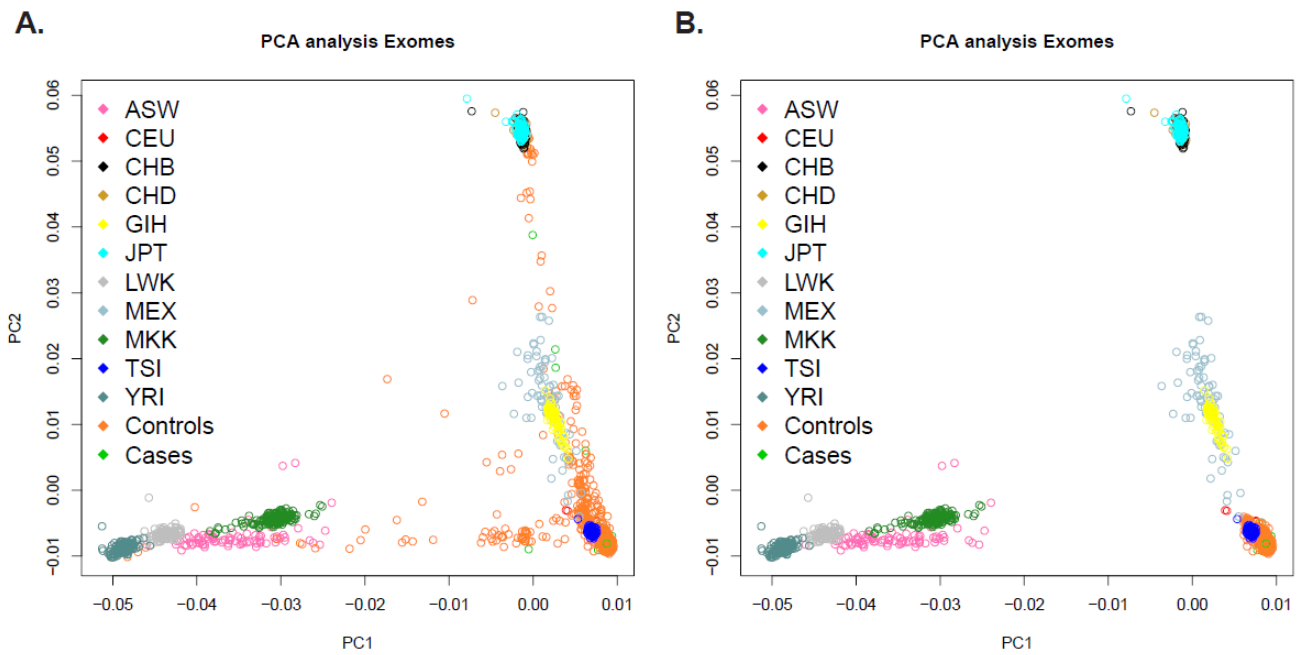 A.
PCA analysis Exomes
PC2
0.06
0.05
0.04
0.03
0.02
0.01
0.00
−0.01
ASW
CEU
CHB
CHD
GIH
JPT
LWK
MEX
MKK
TSI
YRI
Controls
Cases
−0.05 −0.04 −0.03 −0.02 −0.01 0.00 0.01
PC1
B.
PCA analysis Exomes
PC2
0.06
0.05
0.04
0.03
0.02
0.01
0.00
−0.01
ASW
CEU
CHB
CHD
GIH
JPT
LWK
MEX
MKK
TSI
YRI
Controls
Cases
−0.05 −0.04 −0.03 −0.02 −0.01 0.00 0.01
PC1